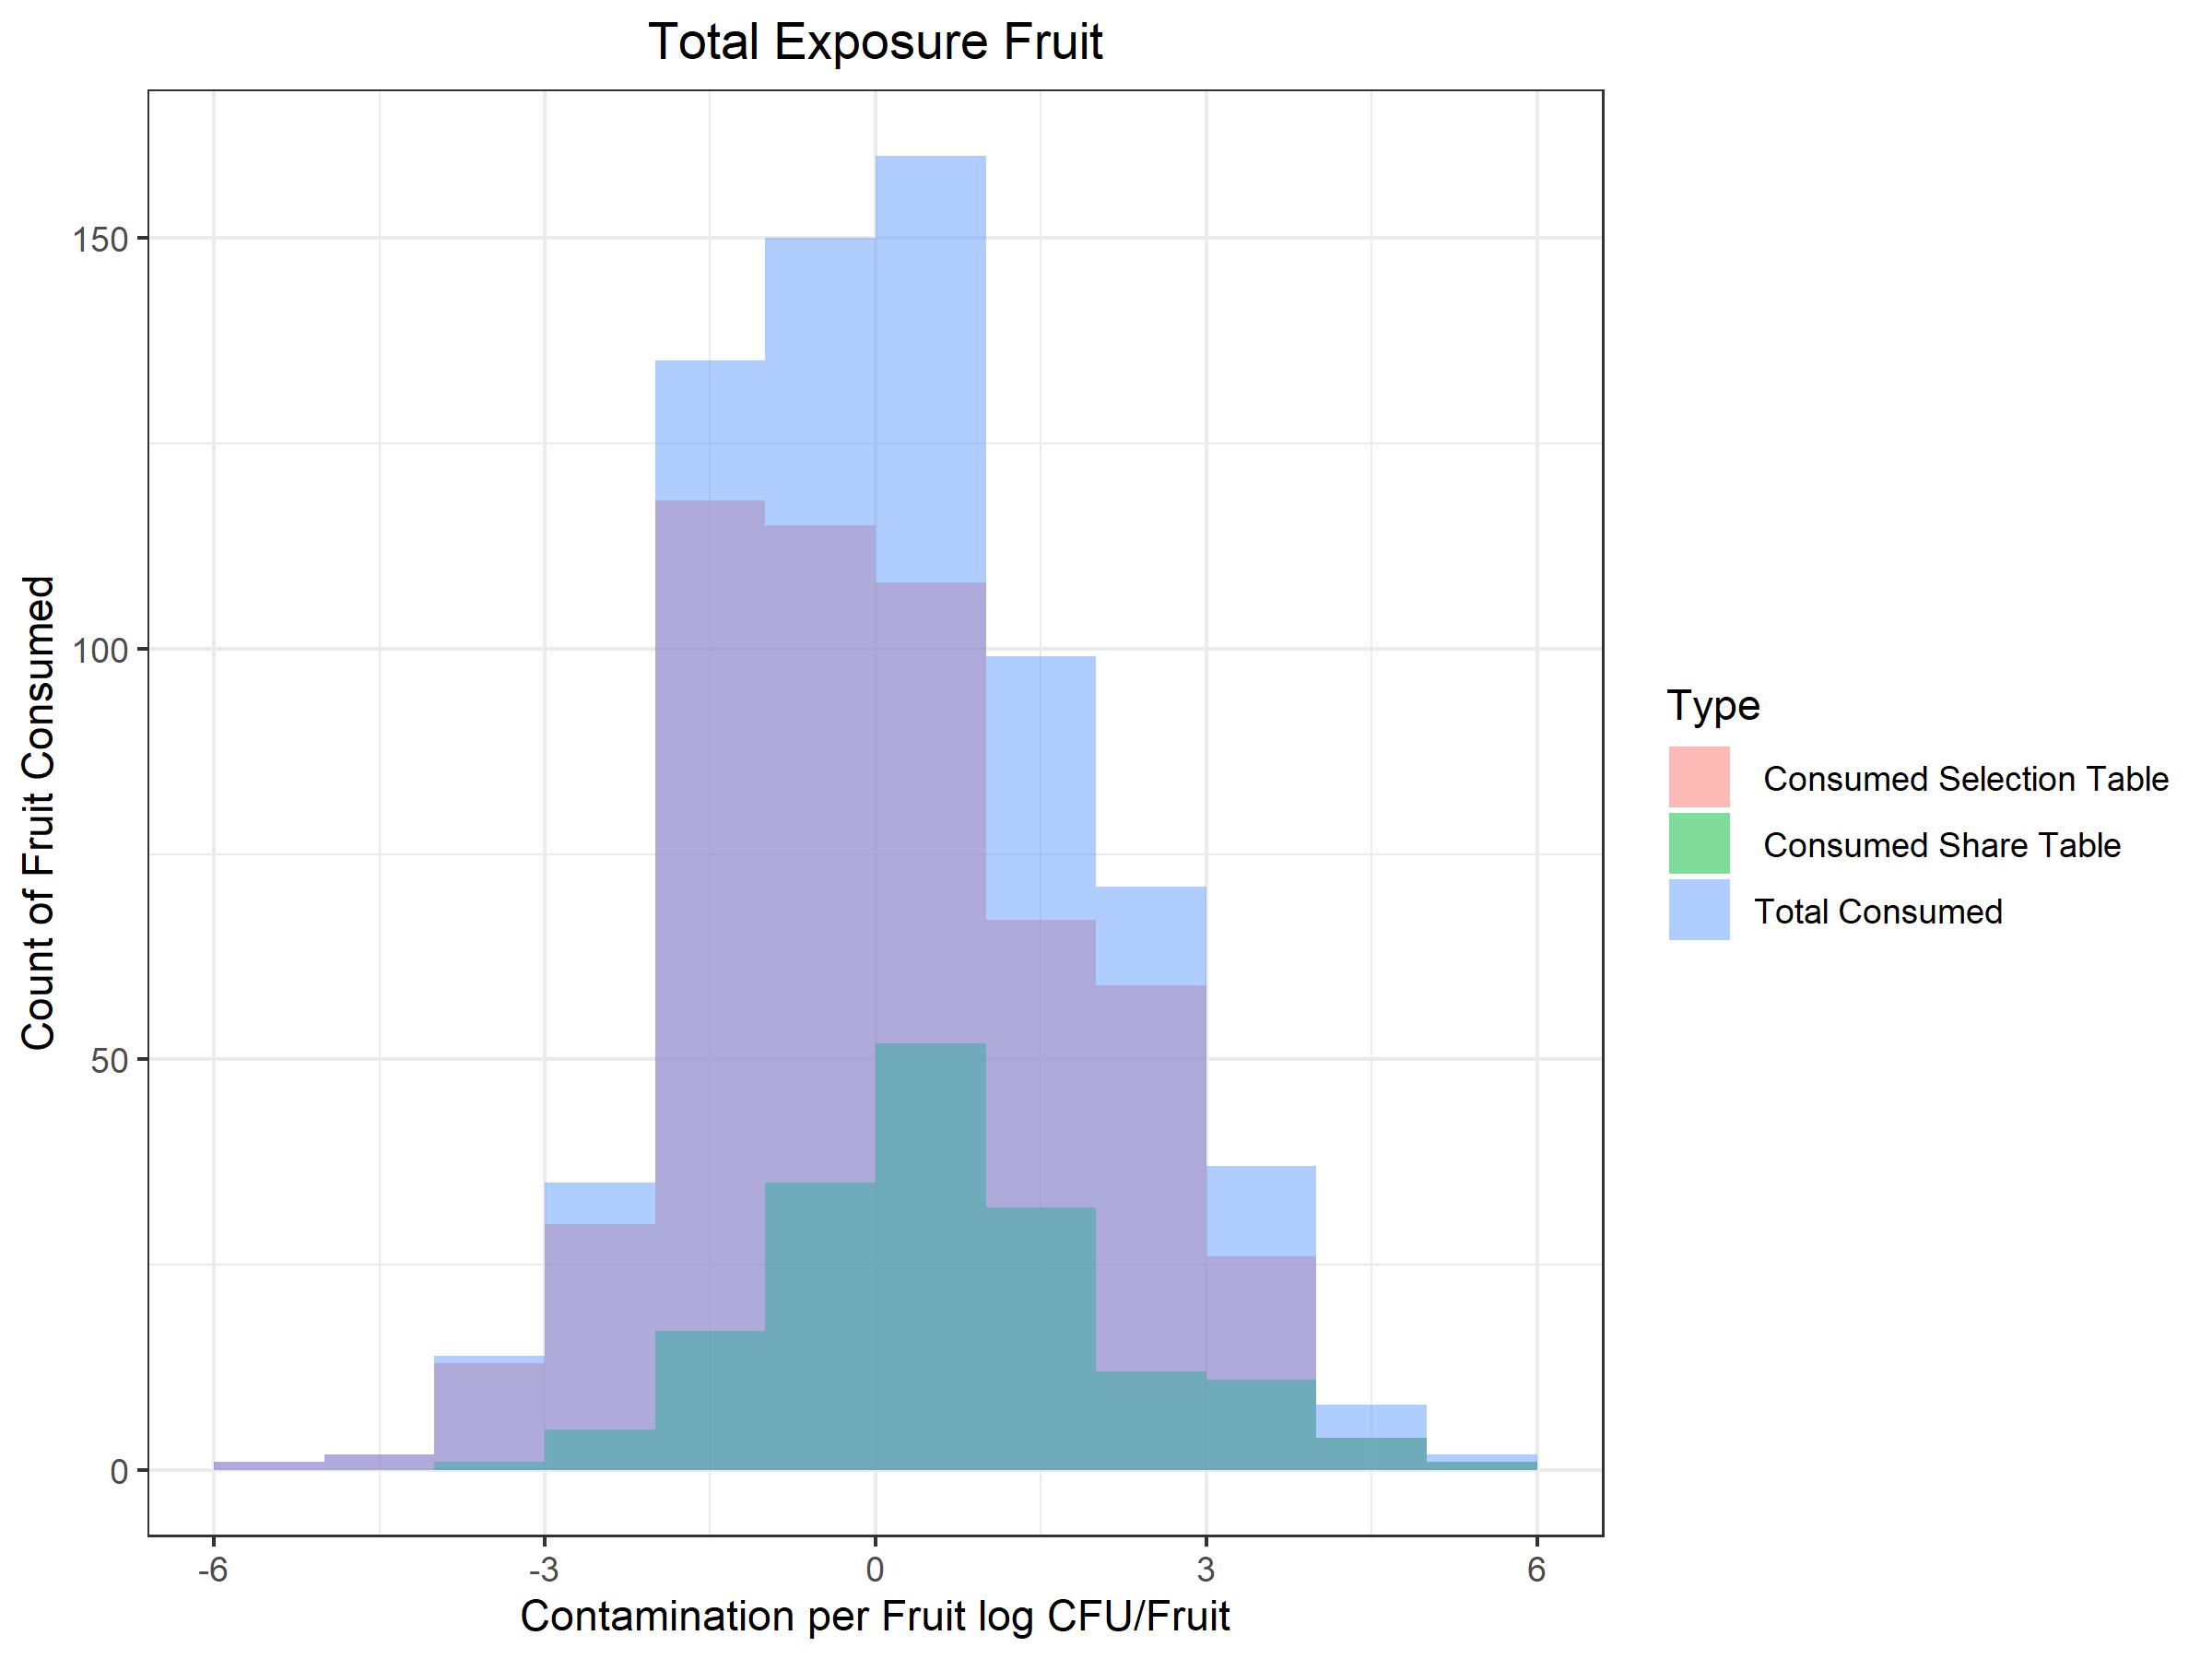 Total Exposure Fruit
150
100
50
0
Count of Fruit Consumed
-6
-3
0
3
6
Contamination per Fruit log CFU/Fruit
Type
Consumed Selection Table
Consumed Share Table
Total Consumed